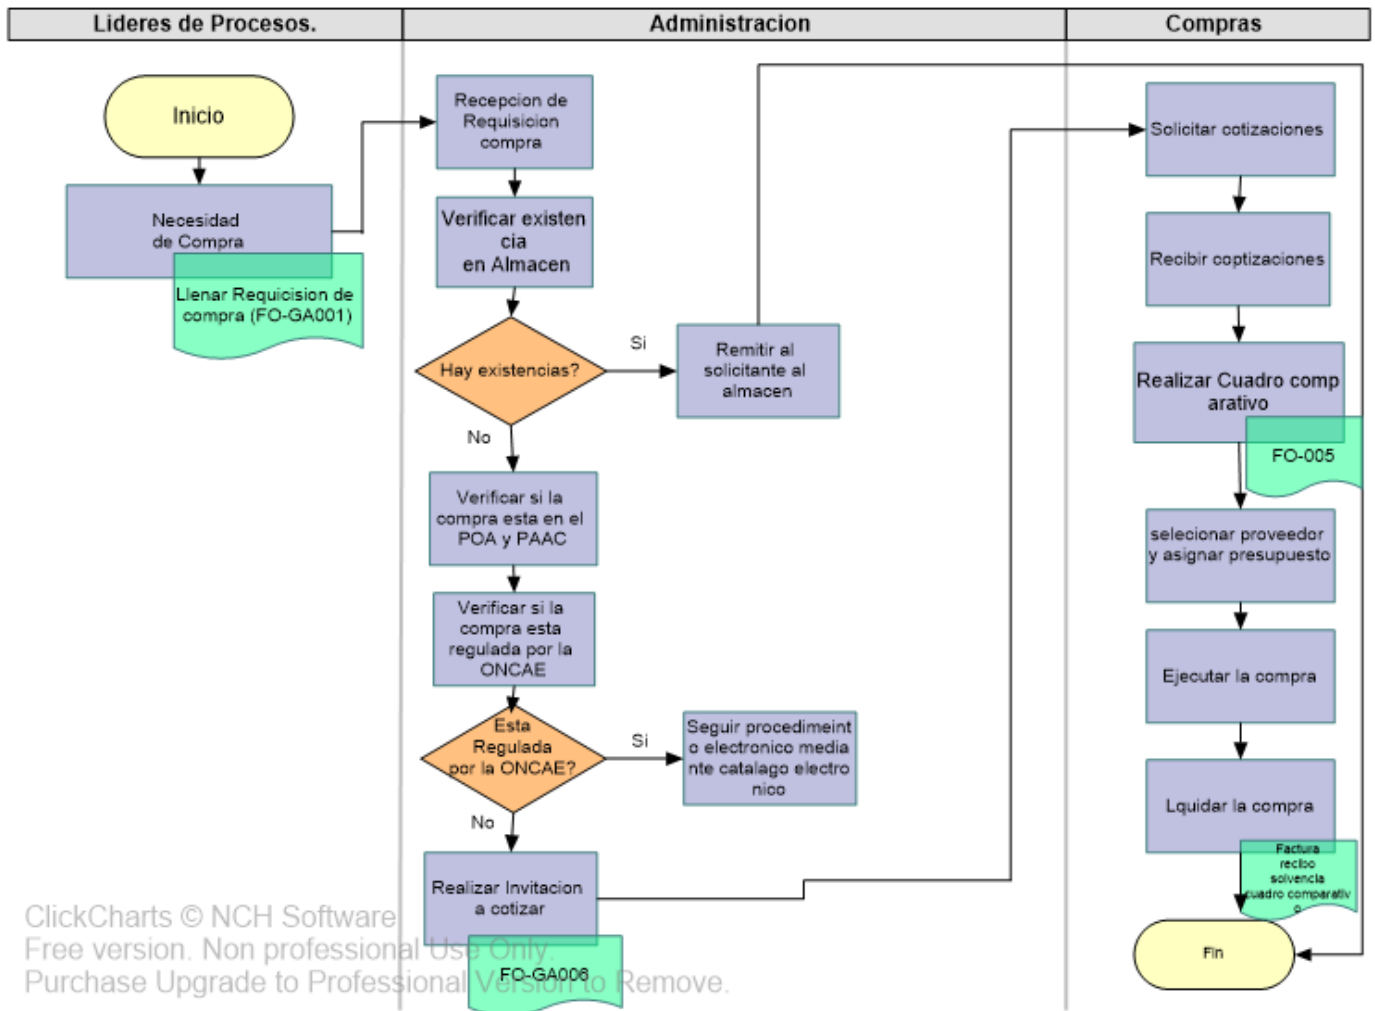 Lideres de Procesos.
Administracion
Compras
Inicio
Necesidad
de Compra
Llenar Requicision de
compra (FO-GA001)
Recepcion de
Requisicion
compra
Verificar existen
cia
en Almacen
Hay existencias?
Si
Remitir al
solicitante al
almacen
No
Verificar si la
compra esta en el
POA y PAAC
Verificar si la
compra esta
regulada por la
ONCAE
Esta
Regulada
por la ONCAE?
Si
Seguir procedimeint
o electronico media
nte catalago electro
nico
No
Realizar Invitacion
a cotizar
FO-GA006
Solicitar cotizaciones
Recibir coptizaciones
Realizar Cuadro comp
arativo
FO-005
selecionar proveedor
y asignar presupuesto
Ejecutar la compra
Lquidar la compra
Factura
recibo
solvencia
cuadro comparativ
o
Fin
ClickCharts © NCH Software
Free version. Non professional Use Only.
Purchase Upgrade to Professional Version to Remove.